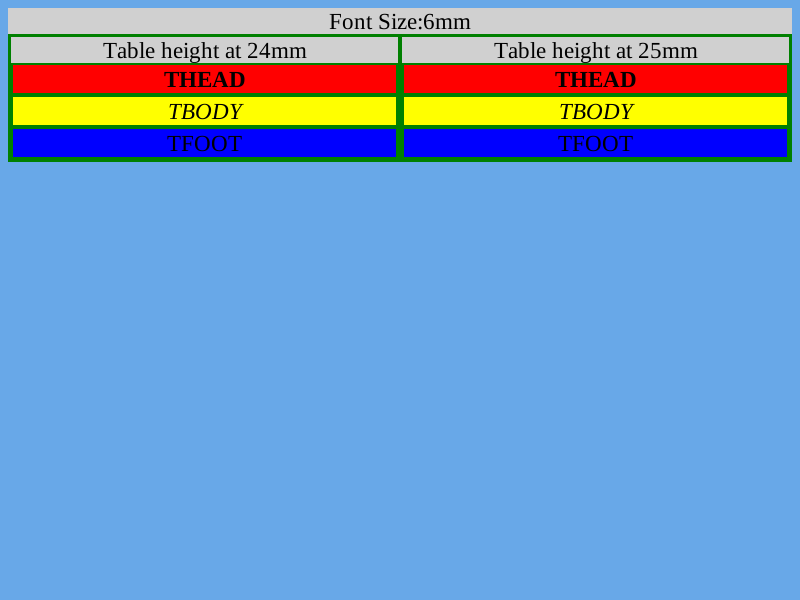 Font Size:6mm
Table height at 24mm Table height at 25mm
THEAD THEAD
TBODY TBODY
TFOOT TFOOT